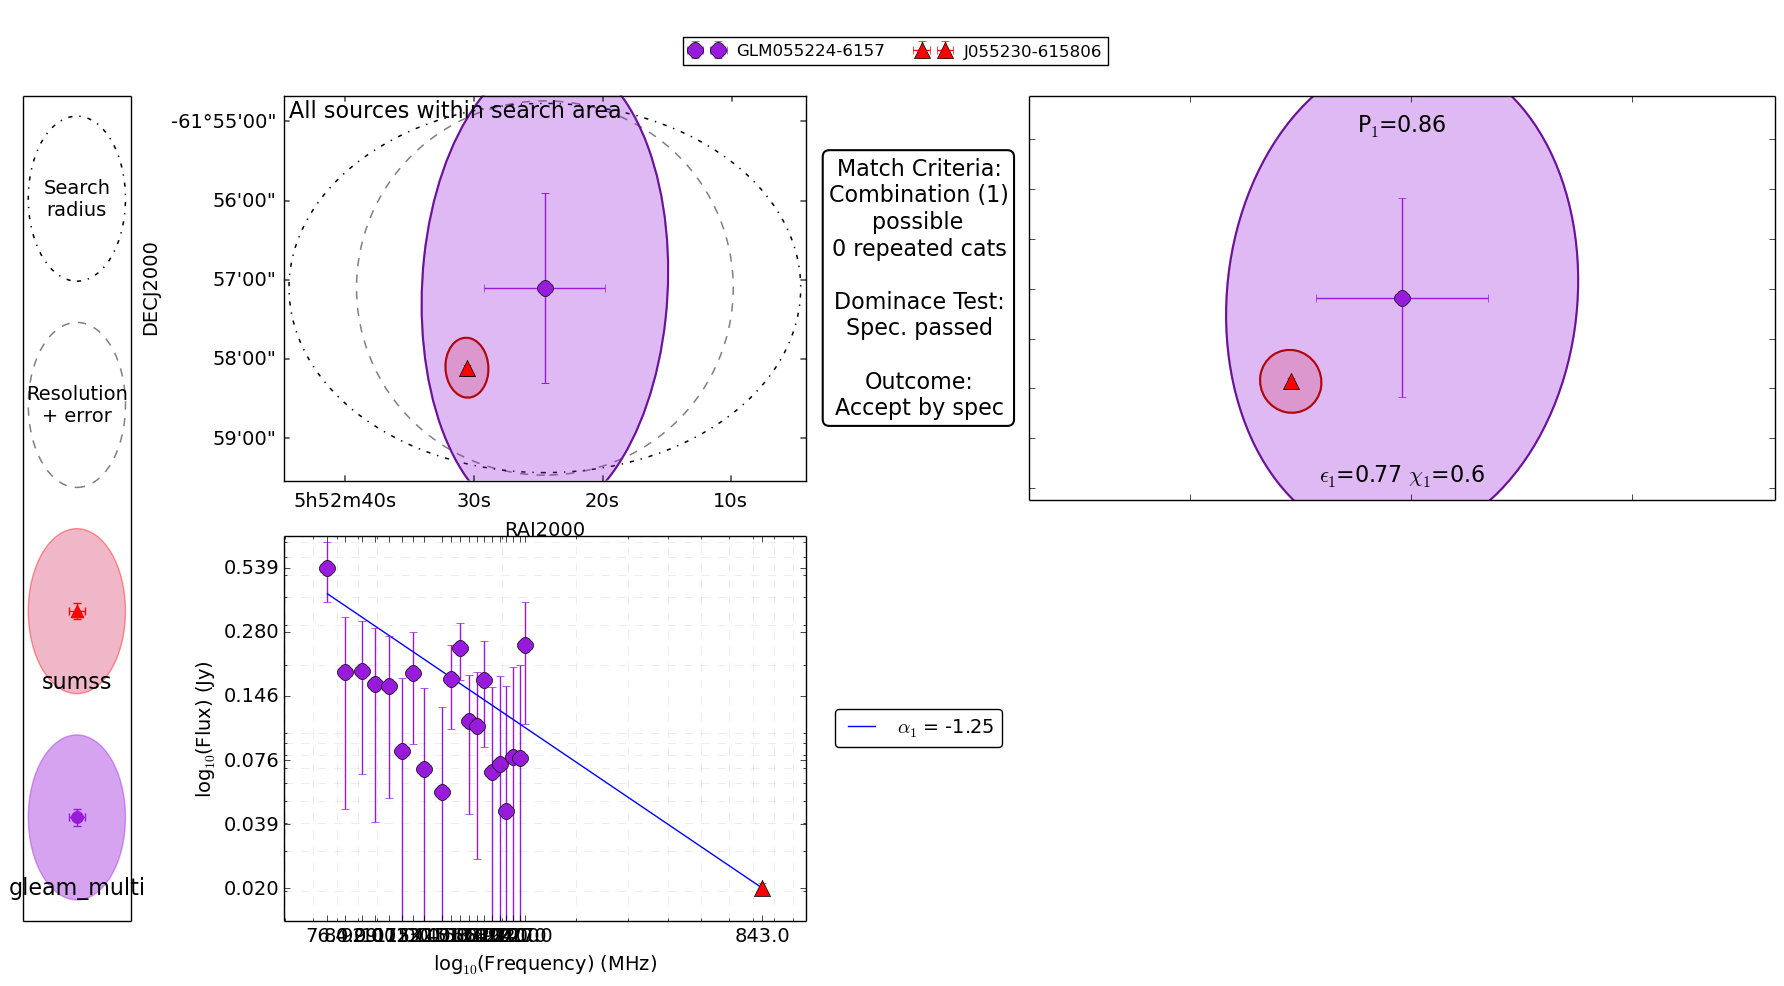 GLM055224-6157 J055230-615806
Search
radius
Resolution
+ error
sumss
gleam_multi
All sources within search area
DECJ2000
-61°55'00"
56'00"
57'00"
58'00"
59'00"
5h52m40s 30s 20s 10s
RAJ2000
Match Criteria:
Combination (1)
possible
0 repeated cats
Dominace Test:
Spec. passed
Outcome:
Accept by spec
P₁=0.86
ϵ₁=0.77 χ₁=0.6
log₁₀(Flux) (Jy)
0.539
0.280
0.146
0.076
0.039
0.020
843.0
log₁₀(Frequency) (MHz)
α₁ = -1.25